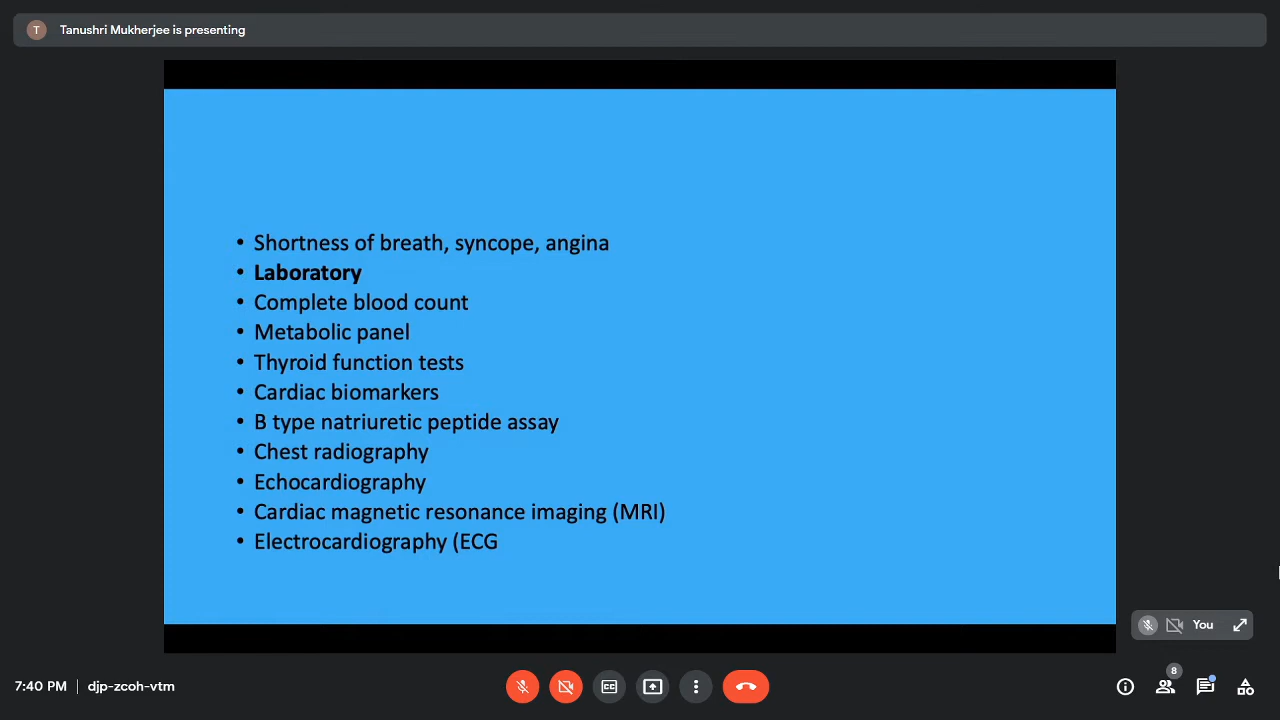 T
Tanushri Mukherjee is presenting
• Shortness of breath, syncope, angina
• Laboratory
• Complete blood count
• Metabolic panel
• Thyroid function tests
• Cardiac biomarkers
• B type natriuretic peptide assay
• Chest radiography
• Echocardiography
• Cardiac magnetic resonance imaging (MRI)
• Electrocardiography (ECG
You
7:40 PM | djp-zcoh-vtm
CC
8